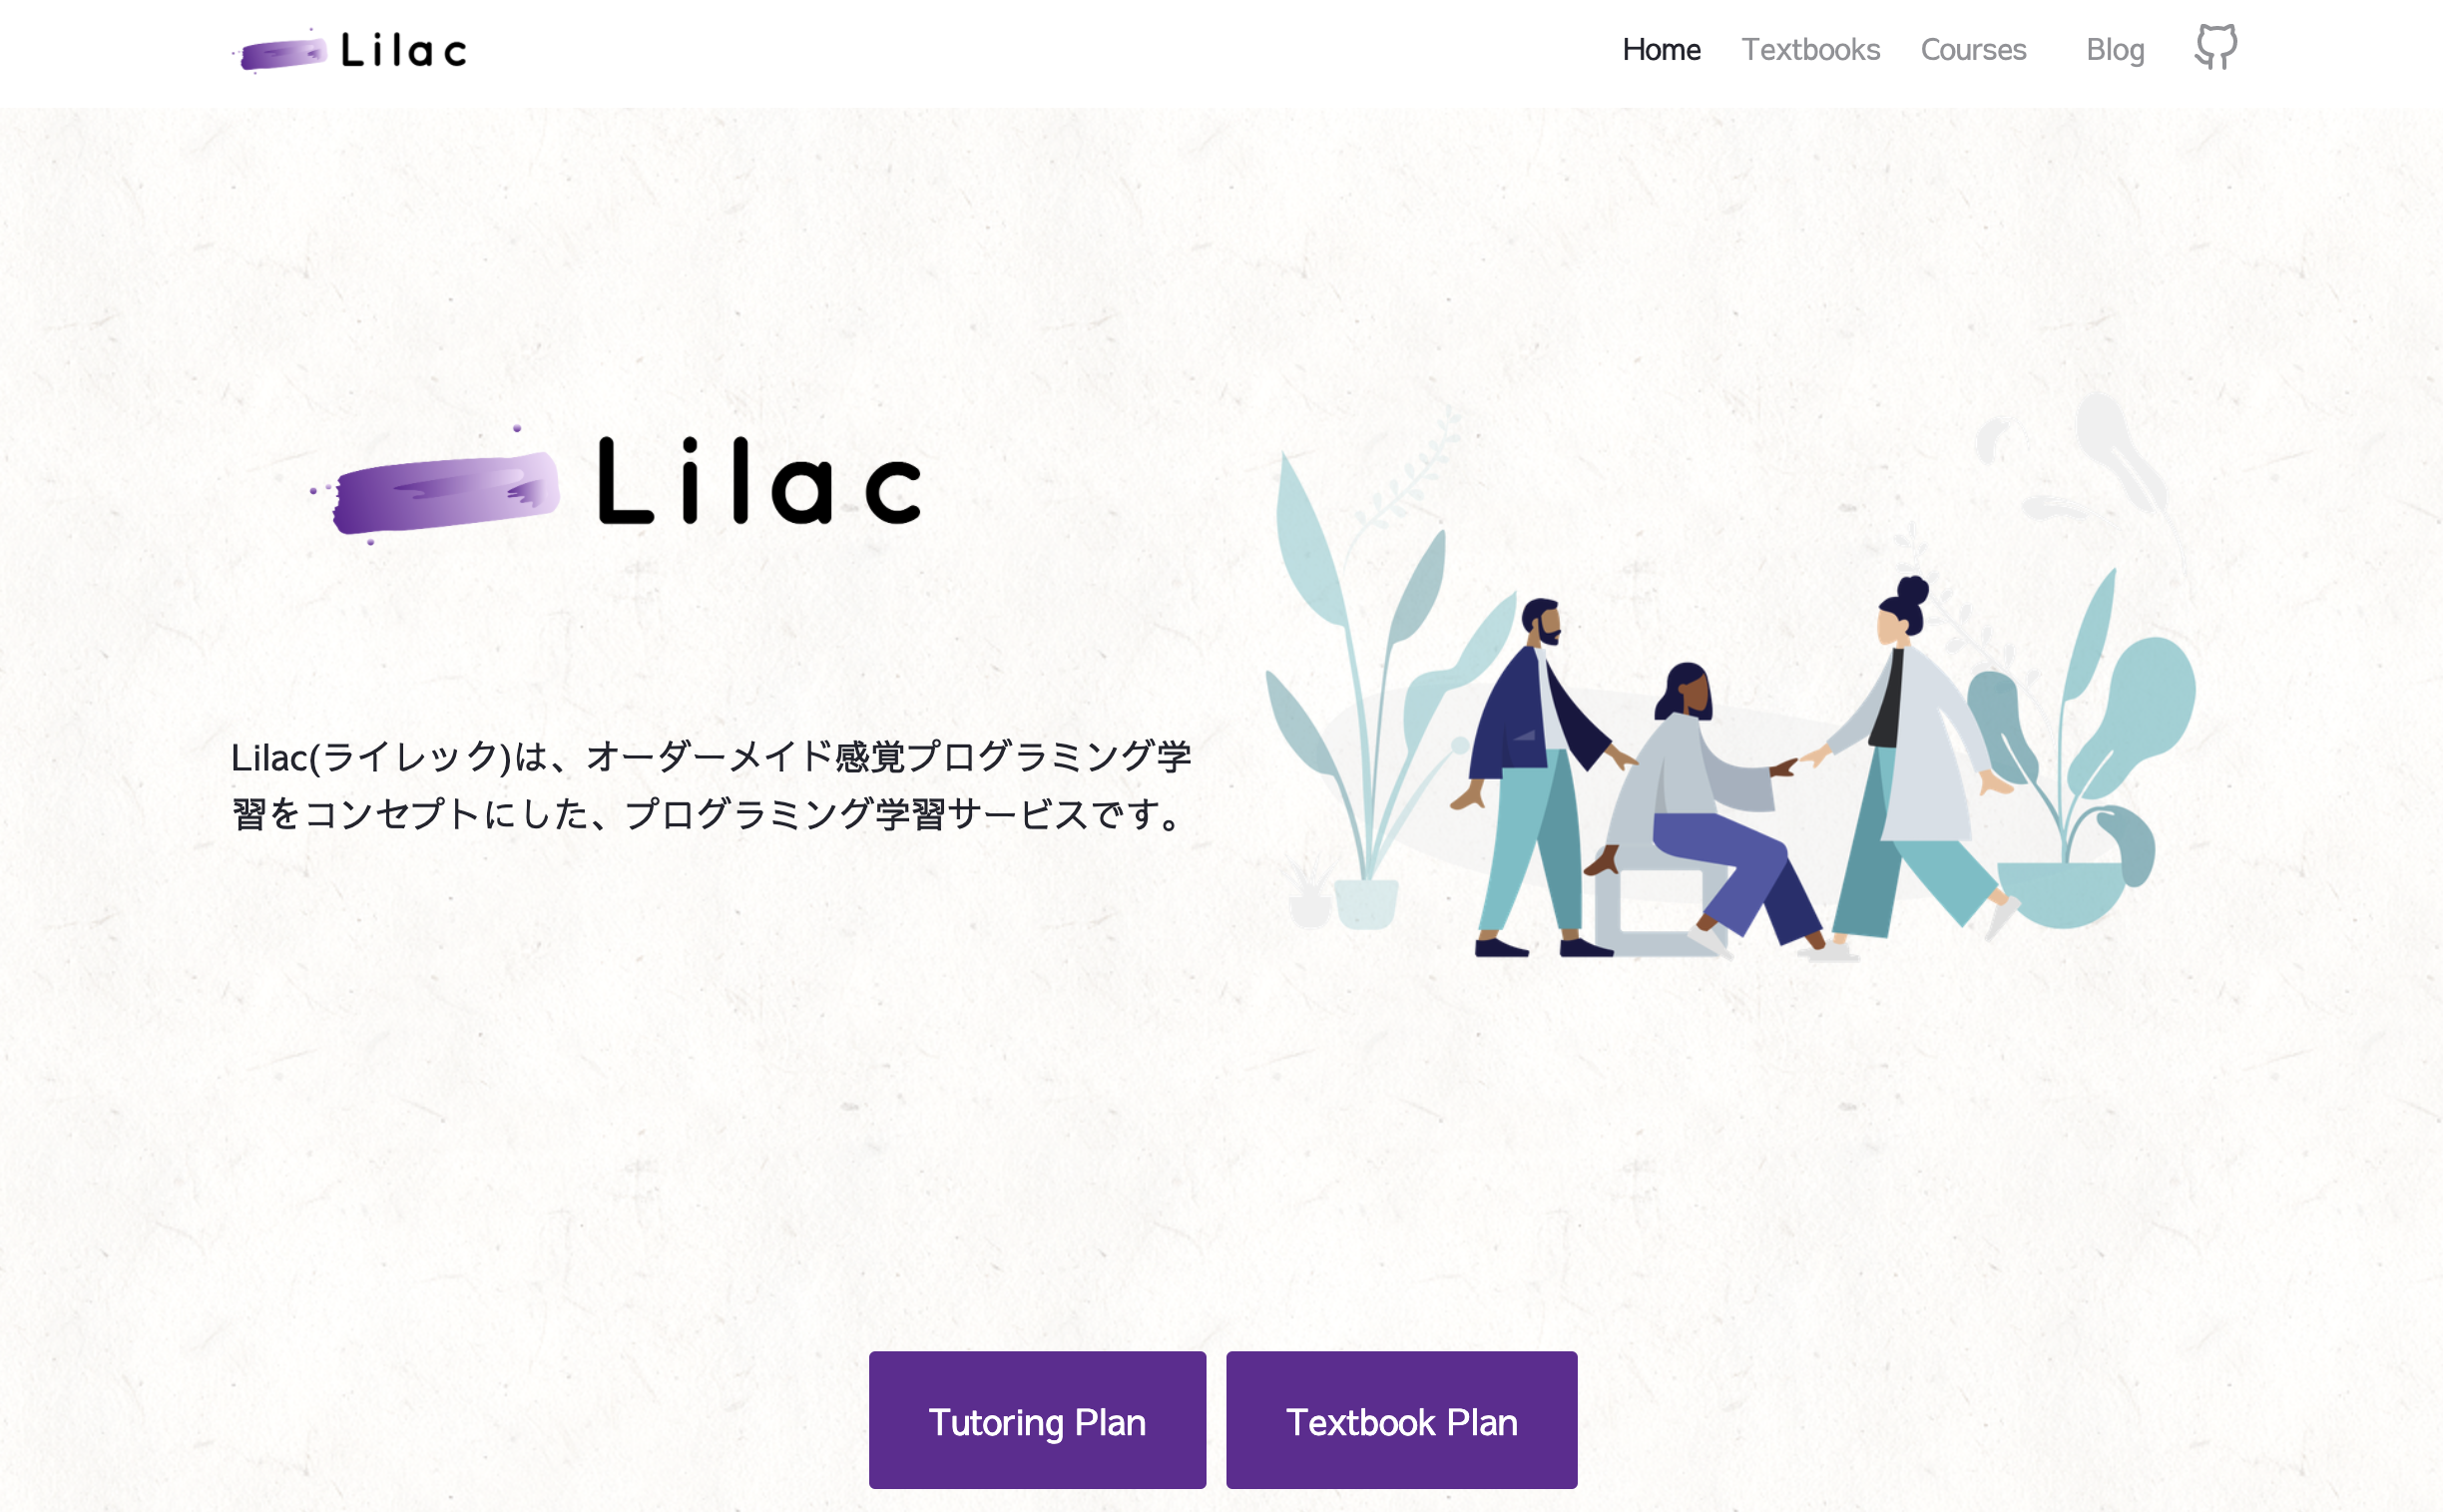 Lilac
Home Textbooks Courses Blog
Lilac
Lilac(ライレック)は、オーダーメイド感覚プログラミング学
習をコンセプトにした、プログラミング学習サービスです。
Tutoring Plan
Textbook Plan